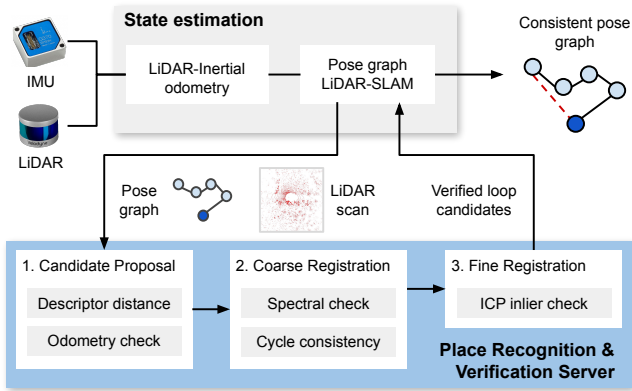 State estimation
Consistent pose
graph
IMU
LiDAR
LiDAR-Inertial
odometry
Pose graph
LiDAR-SLAM
Pose
graph
LiDAR
scan
Verified loop
candidates
1. Candidate Proposal
Descriptor distance
Odometry check
2. Coarse Registration
Spectral check
Cycle consistency
3. Fine Registration
ICP inlier check
Place Recognition &
Verification Server